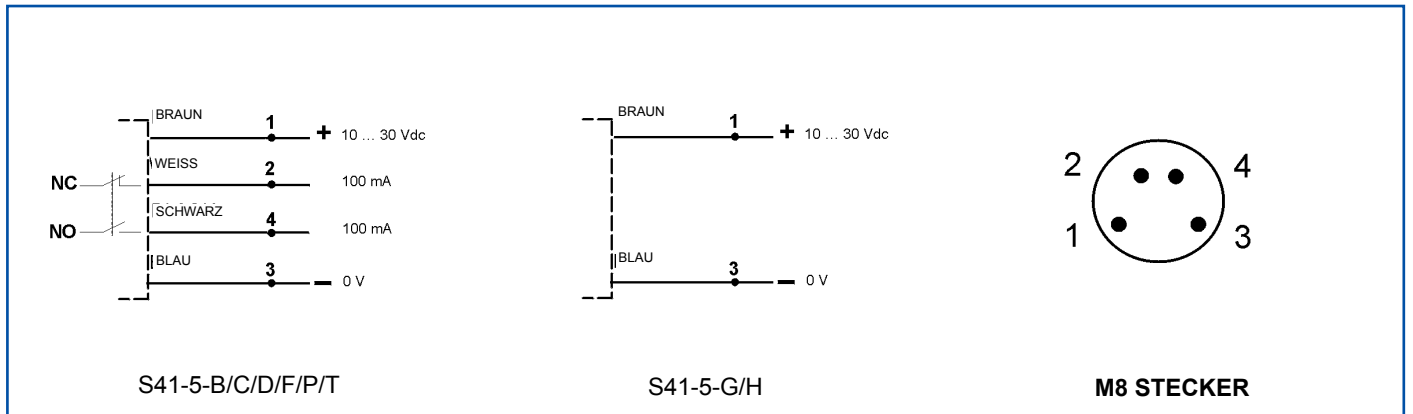 BRAUN
1
+ 10 ... 30 Vdc
WEISS
NC
2
100 mA
SCHWARZ
NO
4
100 mA
BLAU
3
0 V
S41-5-B/C/D/F/P/T
BRAUN
1
+ 10 ... 30 Vdc
BLAU
3
0 V
S41-5-G/H
2
4
1
3
M8 STECKER